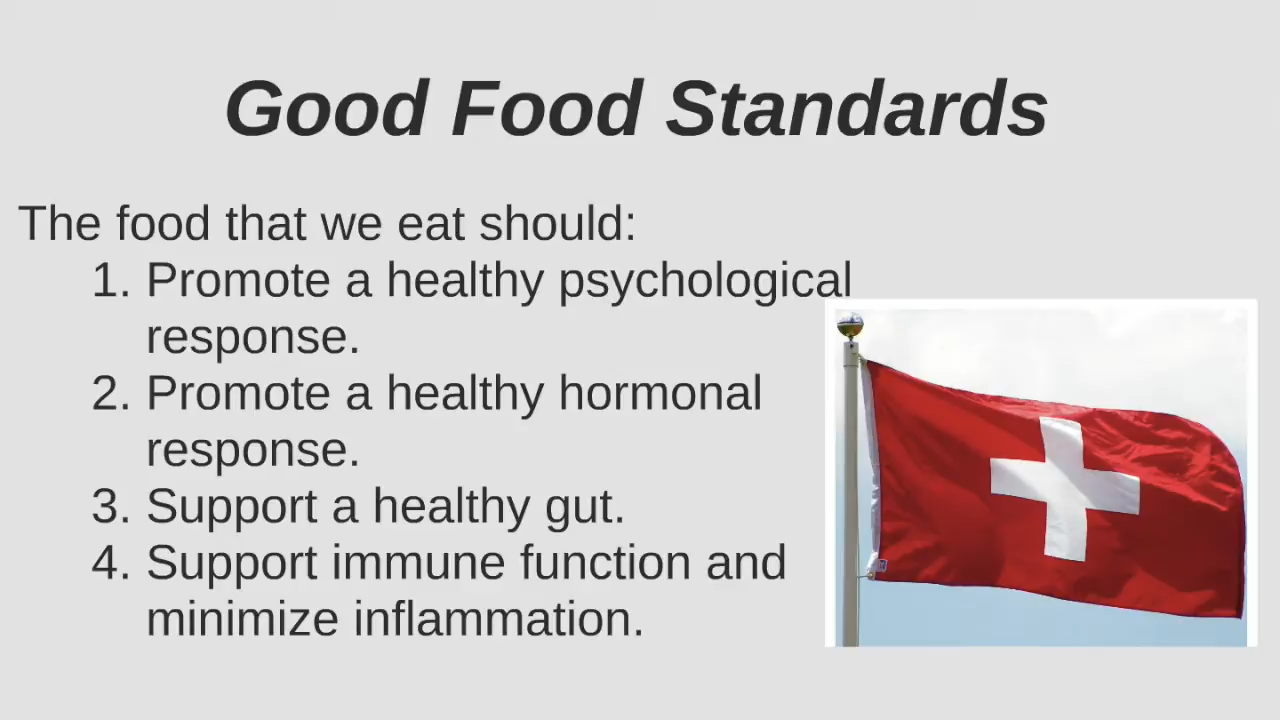 Good Food Standards
The food that we eat should:
1. Promote a healthy psychological
response.
2. Promote a healthy hormonal
response.
3. Support a healthy gut.
4. Support immune function and
minimize inflammation.